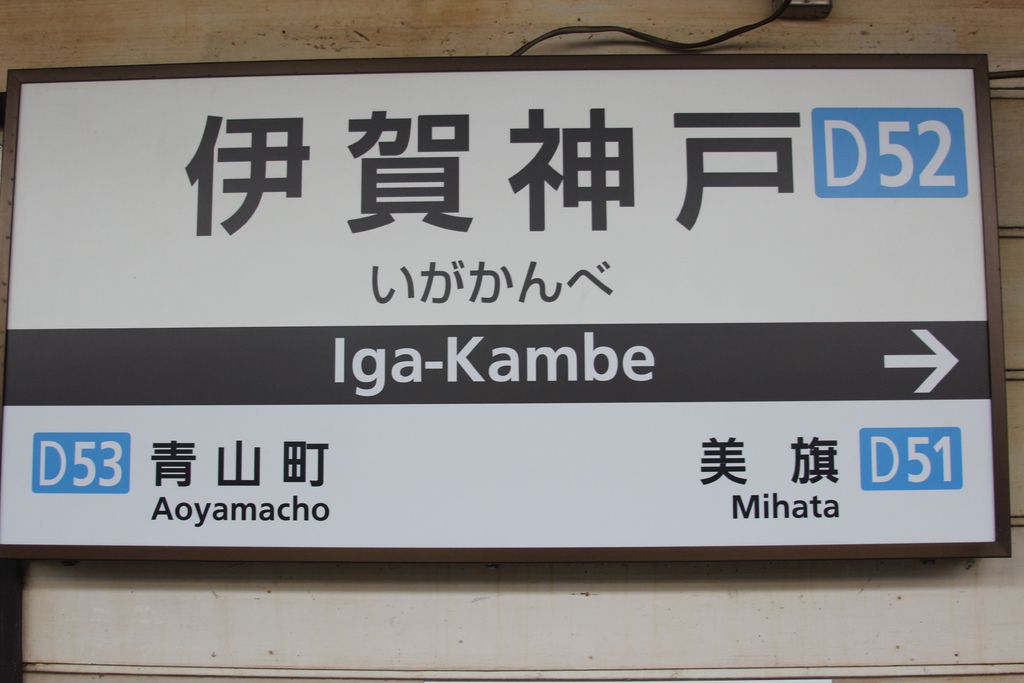 伊賀神戸 D52
いがかんべ
Iga-Kambe →
D53 青山町 美旗 D51
Aoyamacho Mihata